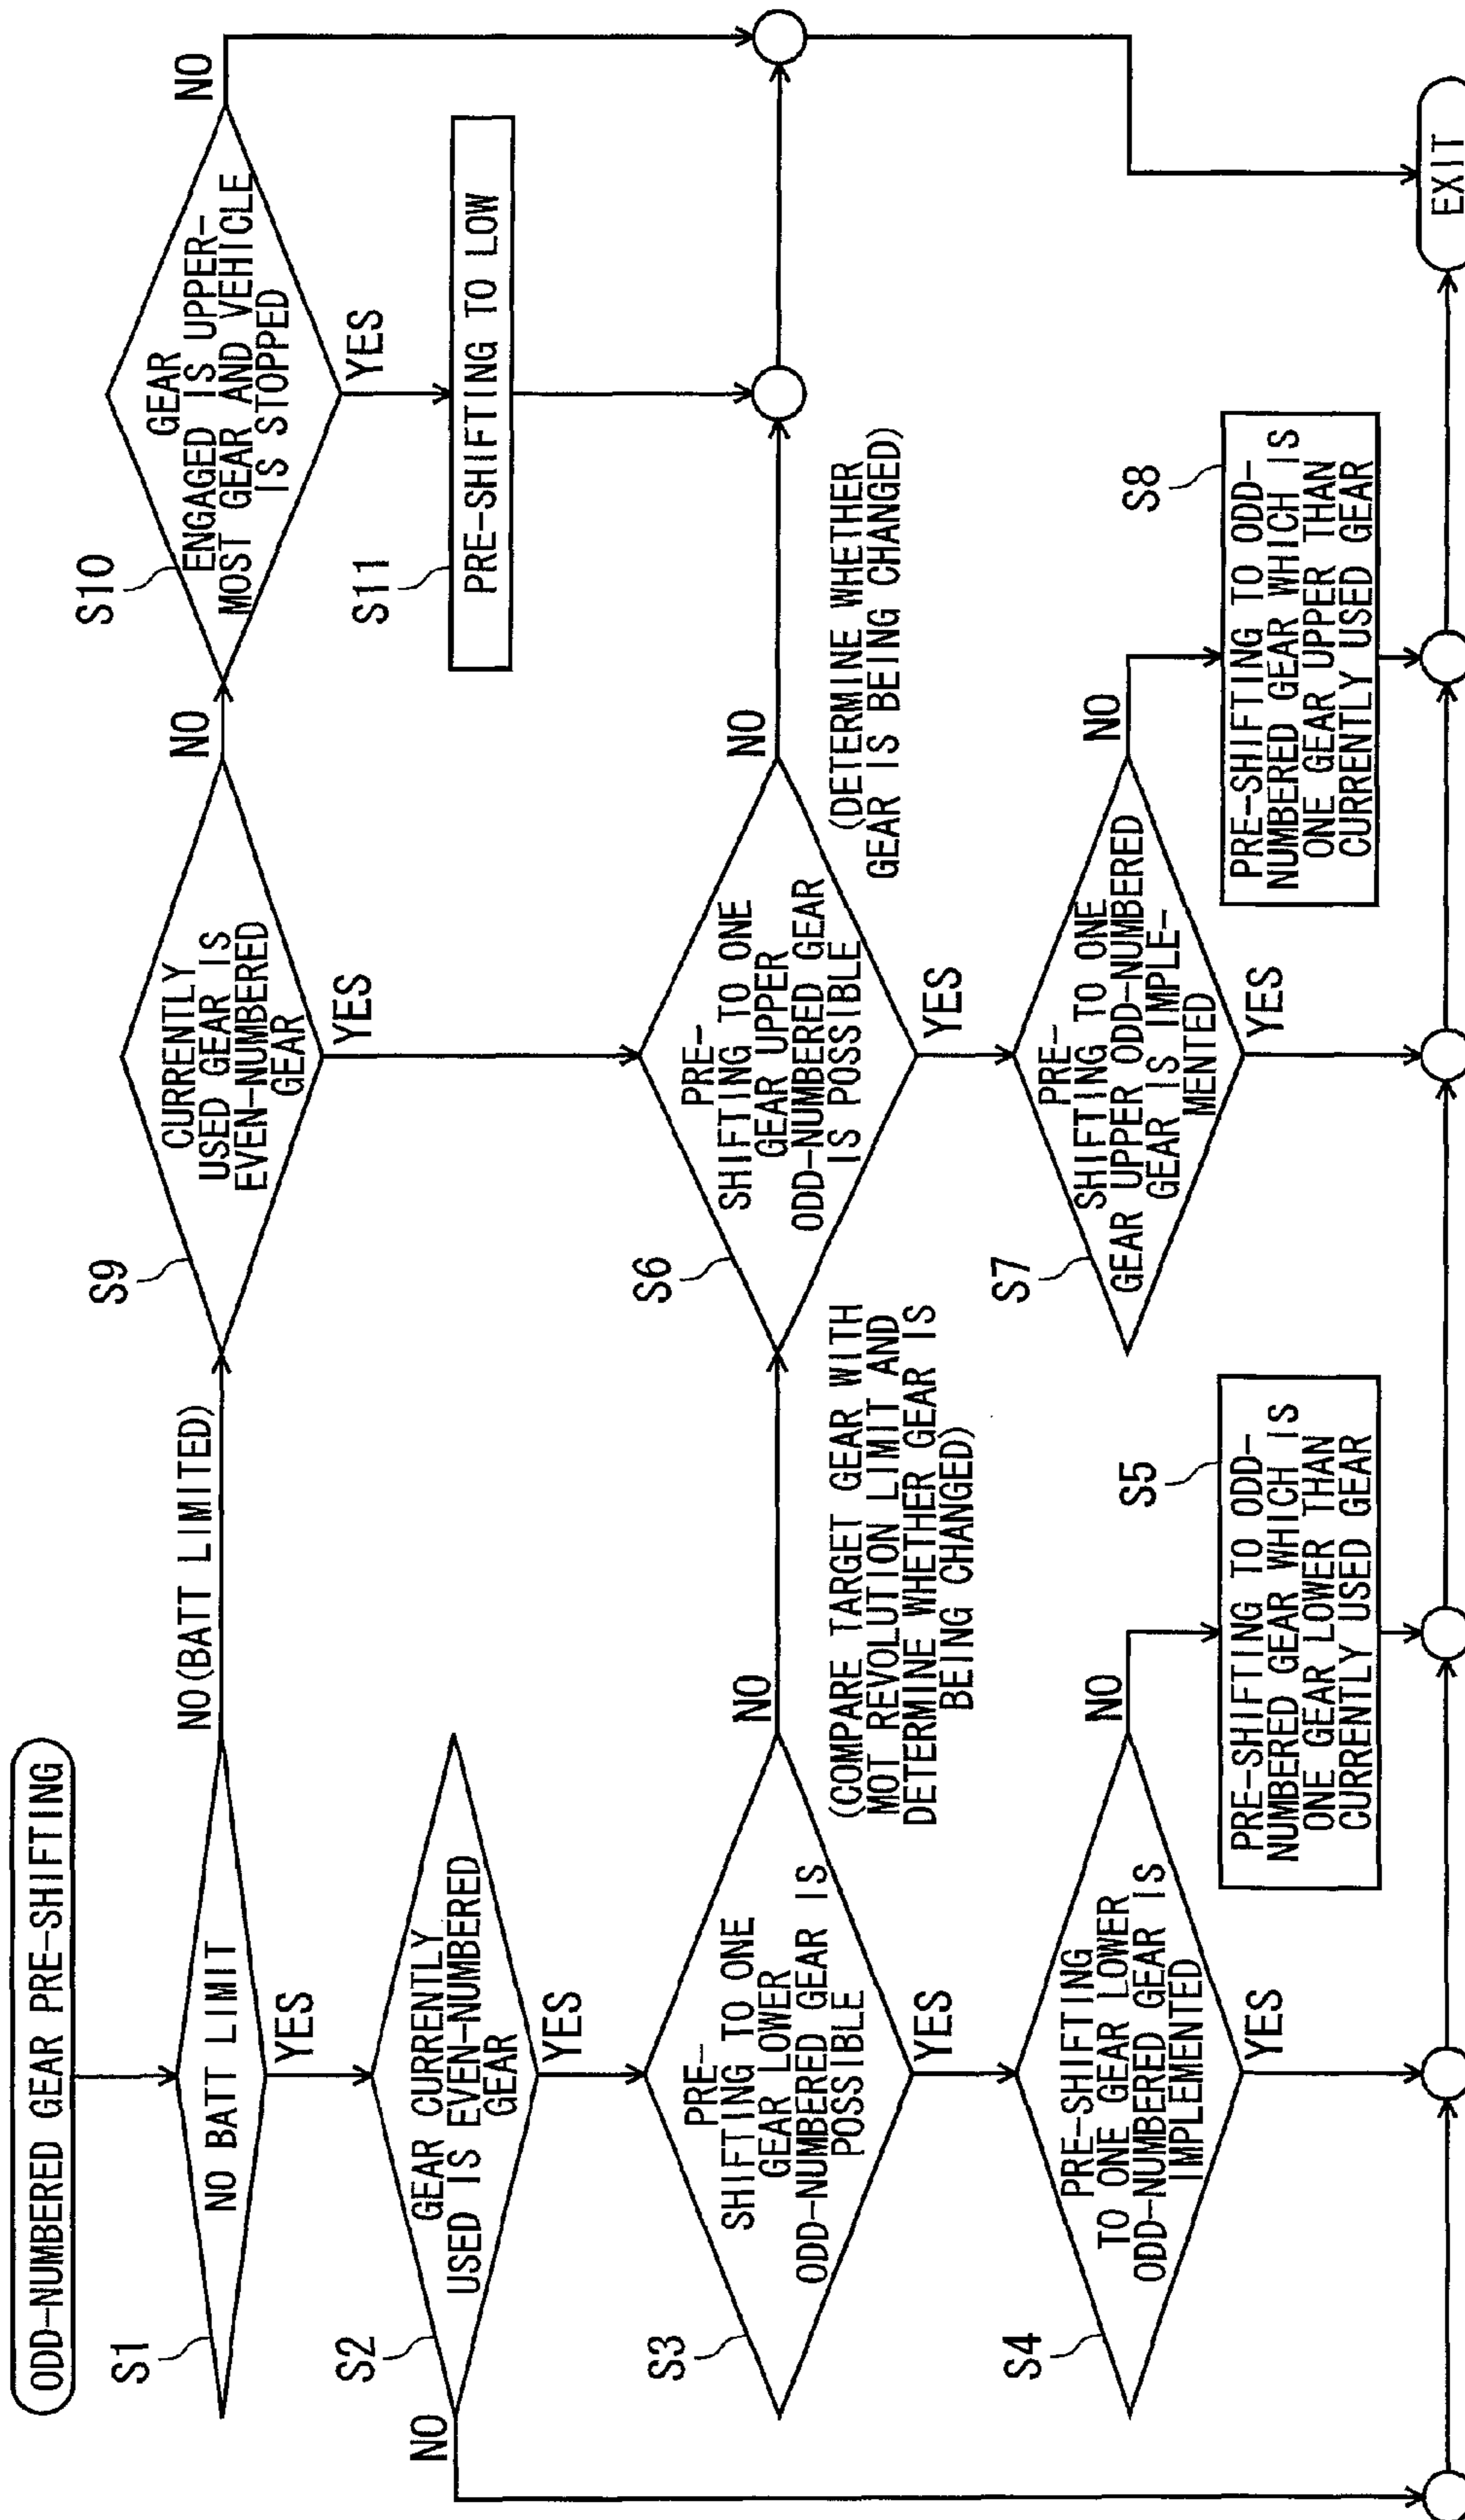 ODD-NUMBERED GEAR PRE-SHIFTING
S1
NO BATT LIMIT
NO(BATT LIMITED)
YES
S2
GEAR CURRENTLY
USED IS EVEN-NUMBERED
GEAR
NO
YES
S3
PRE-
SHIFTING TO ONE
GEAR LOWER
ODD-NUMBERED GEAR IS
POSSIBLE
NO
YES
(COMPARE TARGET GEAR WITH
MOT REVOLUTION LIMIT AND
DETERMINE WHETHER GEAR IS
BEING CHANGED)
S4
PRE-SHIFTING
TO ONE GEAR LOWER
ODD-NUMBERED GEAR IS
IMPLEMENTED
NO
YES
S5
PRE-SHIFTING TO ODD-
NUMBERED GEAR WHICH IS
ONE GEAR LOWER THAN
CURRENTLY USED GEAR
S9
CURRENTLY
USED GEAR IS
EVEN-NUMBERED
GEAR
NO
YES
S6
PRE-
SHIFTING TO ONE
GEAR UPPER
ODD-NUMBERED GEAR
IS POSSIBLE
NO
YES
(DETERMINE WHETHER
GEAR IS BEING CHANGED)
S7
PRE-
SHIFTING TO ONE
GEAR UPPER ODD-NUMBERED
GEAR IS IMPLE-
MENTED
NO
YES
S8
PRE-SHIFTING TO ODD-
NUMBERED GEAR WHICH IS
ONE GEAR UPPER THAN
CURRENTLY USED GEAR
S10
GEAR
ENGAGED IS UPPER-
MOST GEAR AND VEHICLE
IS STOPPED
NO
YES
S11
PRE-SHIFTING TO LOW
EXIT